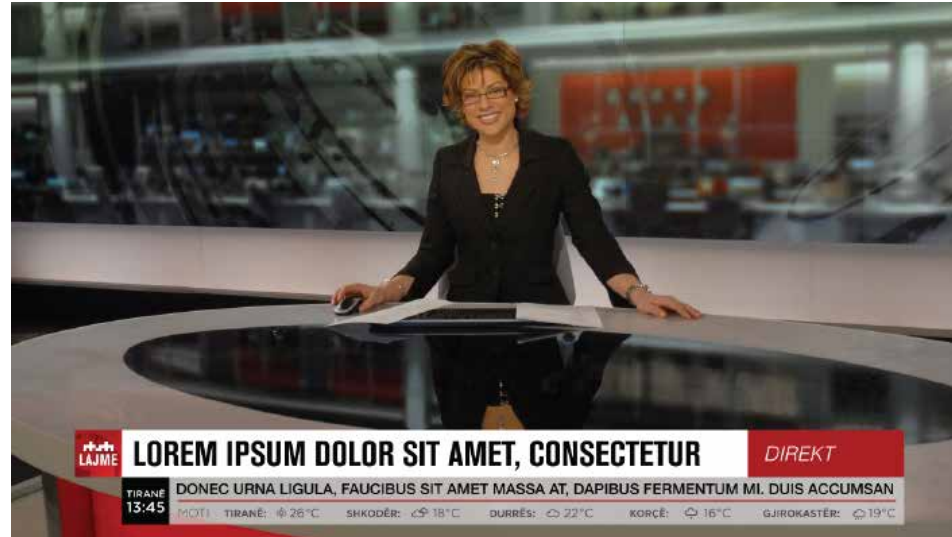 LAJME
LOREM IPSUM DOLOR SIT AMET, CONSECTETUR
DIREKT
TIRANË
13:45
DONEC URNA LIGULA, FAUCIBUS SIT AMET MASSA AT, DAPIBUS FERMENTUM MI. DUIS ACCUMSAN
MOTI TIRANË: 26°C SHKODËR: 18°C DURRËS: 22°C KORÇË: 16°C GJIROKASTËR: 19°C